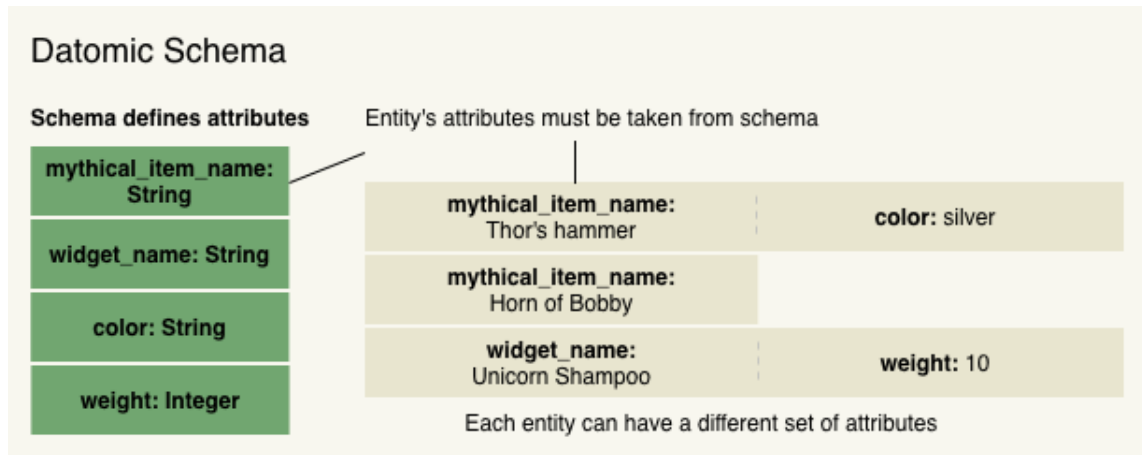 Datomic Schema
Schema defines attributes
Entity's attributes must be taken from schema
mythical_item_name:
String
widget_name: String
color: String
weight: Integer
mythical_item_name:
Thor's hammer
color: silver
mythical_item_name:
Horn of Bobby
widget_name:
Unicorn Shampoo
weight: 10
Each entity can have a different set of attributes